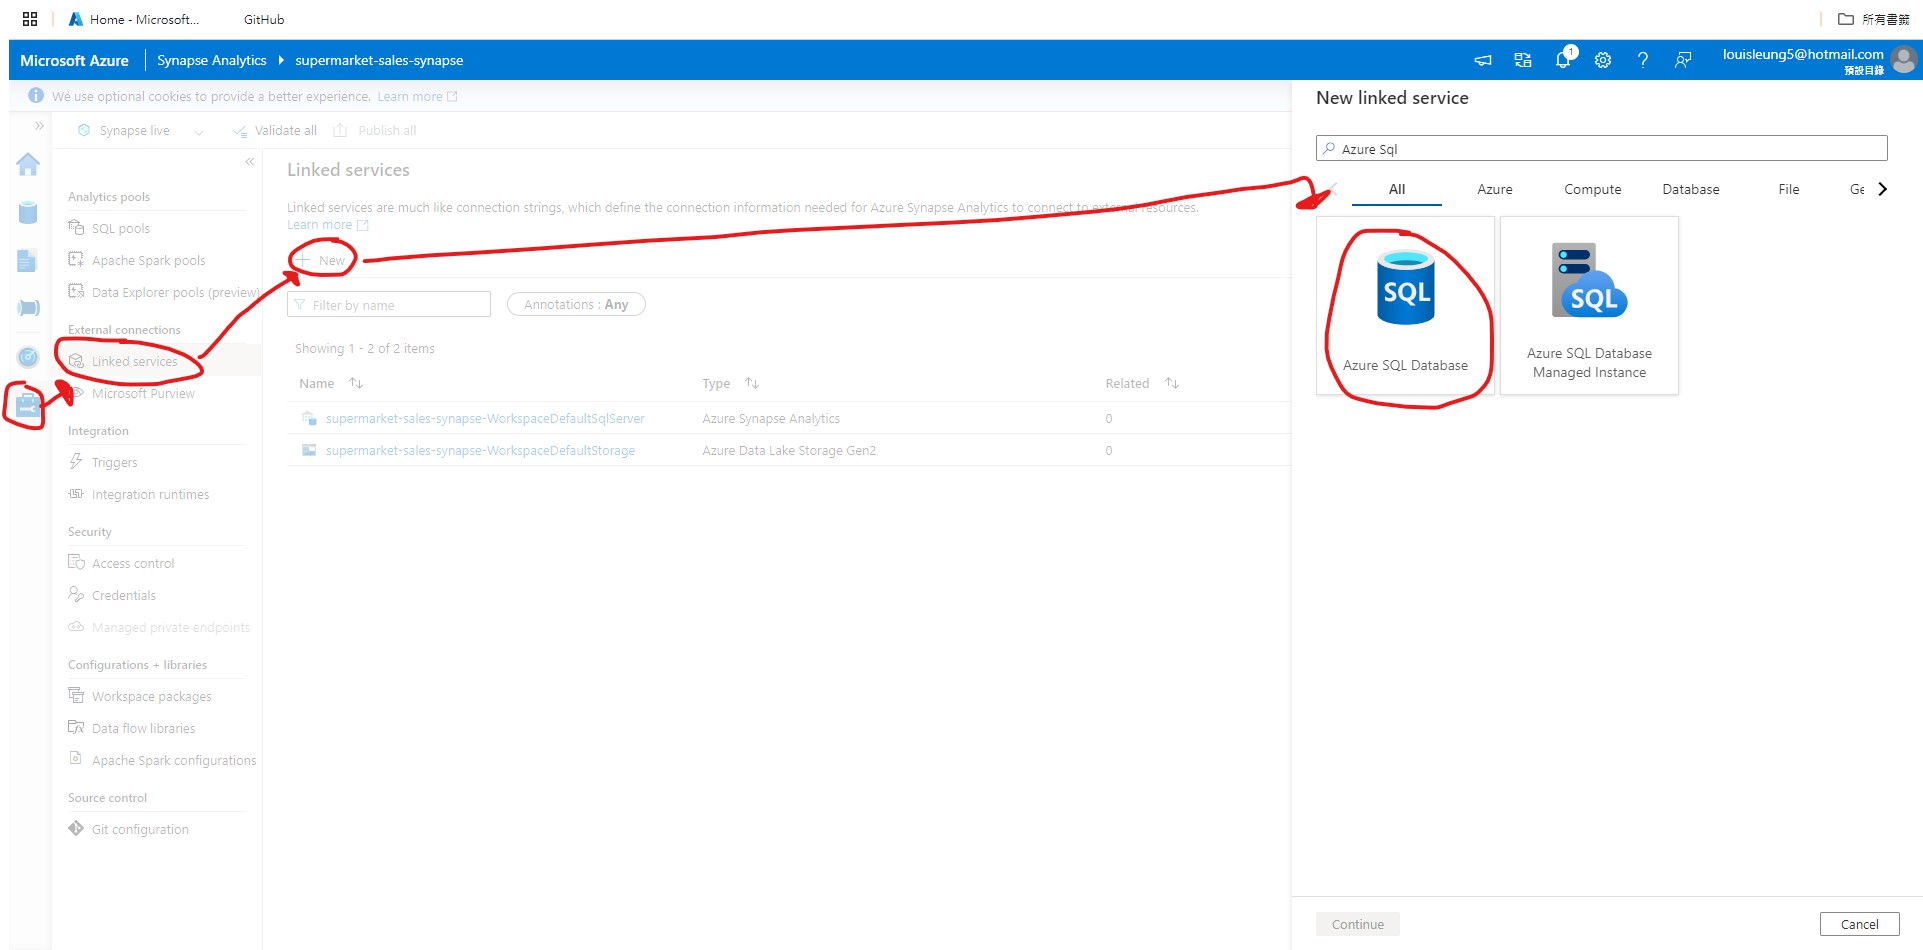 Home - Microsoft...
GitHub
所有書籤
Microsoft Azure
Synapse Analytics
supermarket-sales-synapse
1
louisleung5@hotmail.com
預設目錄
We use optional cookies to provide a better experience. Learn more
Synapse live
Validate all
Publish all
Analytics pools
SQL pools
Apache Spark pools
Data Explorer pools (preview)
External connections
Linked services
Microsoft Purview
Integration
Triggers
Integration runtimes
Security
Access control
Credentials
Managed private endpoints
Configurations + libraries
Workspace packages
Data flow libraries
Apache Spark configurations
Source control
Git configuration
Linked services
Linked services are much like connection strings, which define the connection information needed for Azure Synapse Analytics to connect to external resources.
Learn more
New
Filter by name
Annotations : Any
Showing 1 - 2 of 2 items
Name
Type
Related
supermarket-sales-synapse-WorkspaceDefaultSqlServer
Azure Synapse Analytics
0
supermarket-sales-synapse-WorkspaceDefaultStorage
Azure Data Lake Storage Gen2
0
New linked service
Azure Sql
All
Azure
Compute
Database
File
Ge
SQL
Azure SQL Database
SQL
Azure SQL Database
Managed Instance
Continue
Cancel